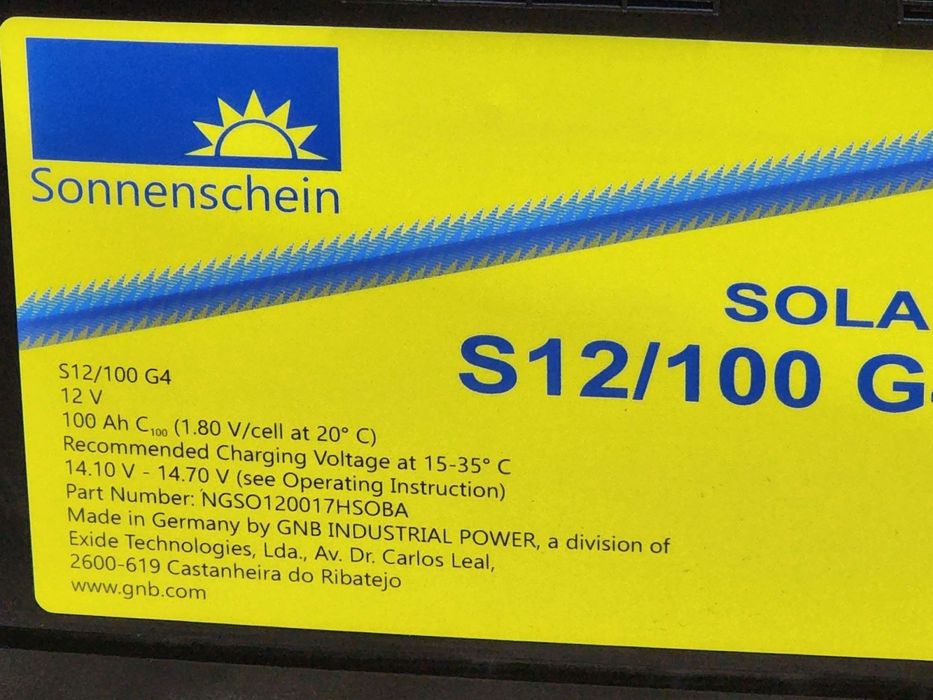 Sonnenschein
SOLA
S12/100 G4
S12/100 G4
12 V
100 Ah C₁₀₀ (1.80 V/cell at 20° C)
Recommended Charging Voltage at 15-35° C
14.10 V - 14.70 V (see Operating Instruction)
Part Number: NGSO120017HSOBA
Made in Germany by GNB INDUSTRIAL POWER, a division of
Exide Technologies, Lda., Av. Dr. Carlos Leal,
2600-619 Castanheira do Ribatejo
www.gnb.com